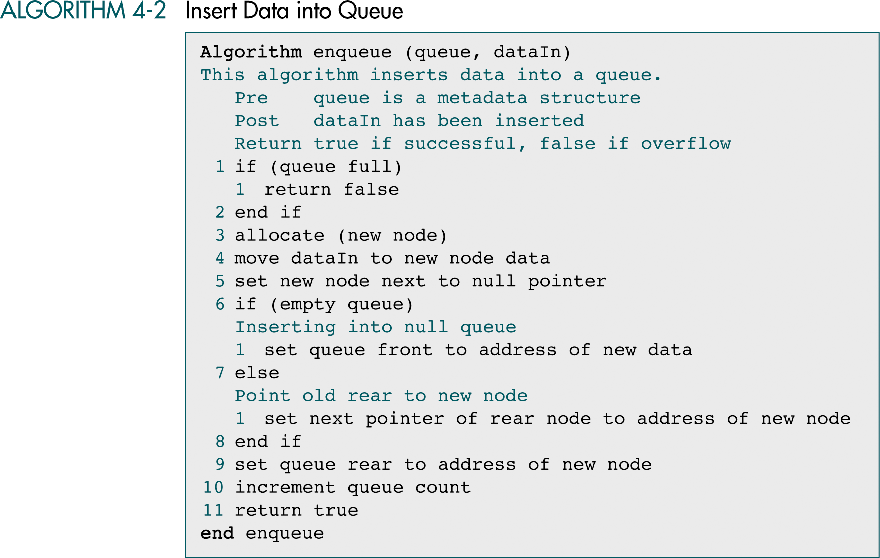 ALGORITHM 4-2 Insert Data into Queue
Algorithm enqueue (queue, dataIn)
This algorithm inserts data into a queue.
Pre queue is a metadata structure
Post dataIn has been inserted
Return true if successful, false if overflow
1 if (queue full)
1 return false
2 end if
3 allocate (new node)
4 move dataIn to new node data
5 set new node next to null pointer
6 if (empty queue)
Inserting into null queue
1 set queue front to address of new data
7 else
Point old rear to new node
1 set next pointer of rear node to address of new node
8 end if
9 set queue rear to address of new node
10 increment queue count
11 return true
end enqueue